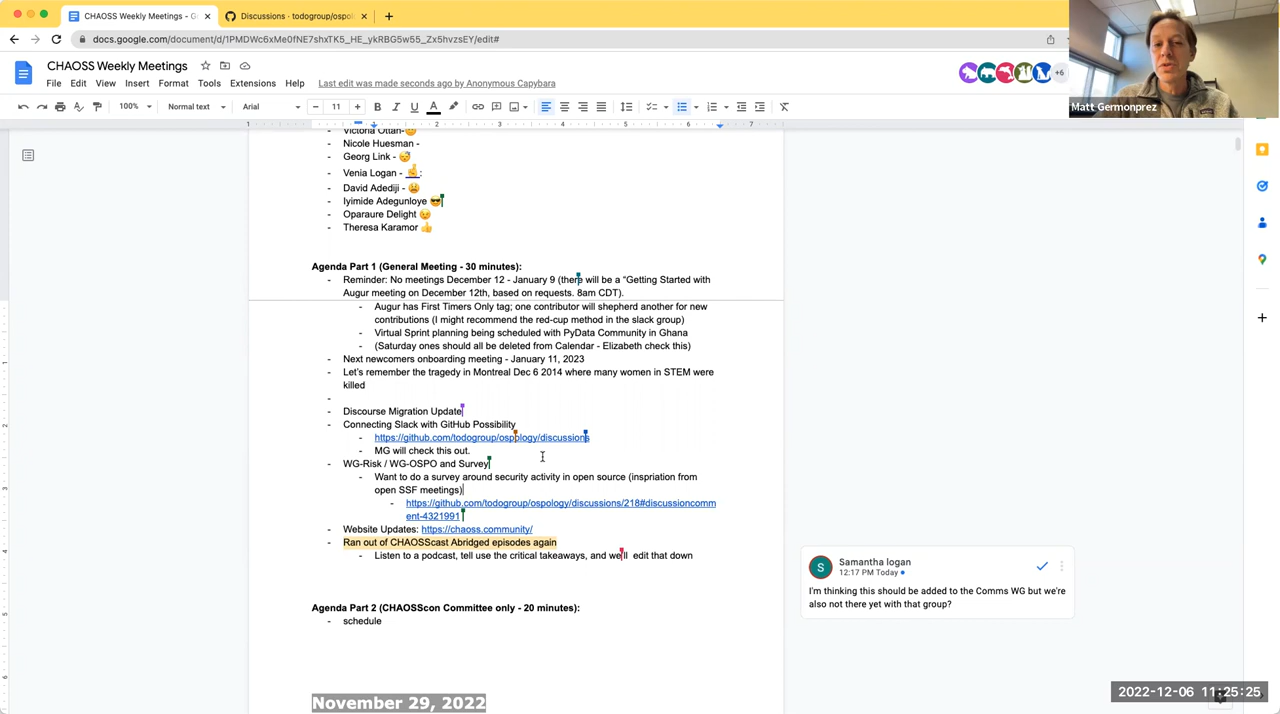 CHAOSS Weekly Meetings - G
Discussions · todogroup/ospol
docs.google.com/document/d/1PMDWc6xMe0fNE7shxTK5_HE_ykRBG5w55_Zx5hvzsEY/edit#
CHAOSS Weekly Meetings
File Edit View Insert Format Tools Extensions Help Last edit was made seconds ago by Anonymous Capybara
+6
Matt Germonprez
100% Normal text Arial 11
1 2 3 4 5 6 7
Victoria Ottah-
- Nicole Huesman -
- Georg Link -
- Venia Logan - :
- David Adediji -
- Iyimide Adegunloye
- Oparaure Delight
- Theresa Karamor
Agenda Part 1 (General Meeting - 30 minutes):
- Reminder: No meetings December 12 - January 9 (there will be a “Getting Started with
Augur meeting on December 12th, based on requests. 8am CDT).
- Augur has First Timers Only tag; one contributor will shepherd another for new
contributions (I might recommend the red-cup method in the slack group)
- Virtual Sprint planning being scheduled with PyData Community in Ghana
- (Saturday ones should all be deleted from Calendar - Elizabeth check this)
- Next newcomers onboarding meeting - January 11, 2023
- Let’s remember the tragedy in Montreal Dec 6 2014 where many women in STEM were
killed
-
- Discourse Migration Update
- Connecting Slack with GitHub Possibility
- https://github.com/todogroup/ospology/discussions
- MG will check this out.
- WG-Risk / WG-OSPO and Survey
- Want to do a survey around security activity in open source (inspriation from
open SSF meetings)
- https://github.com/todogroup/ospology/discussions/218#discussioncomm
ent-4321991
- Website Updates: https://chaoss.community/
- Ran out of CHAOSScast Abridged episodes again
- Listen to a podcast, tell use the critical takeaways, and we’ll edit that down
Samantha logan
12:17 PM Today
I'm thinking this should be added to the Comms WG but we're
also not there yet with that group?
Agenda Part 2 (CHAOSScon Committee only - 20 minutes):
- schedule
November 29, 2022
2022-12-06 11:25:25